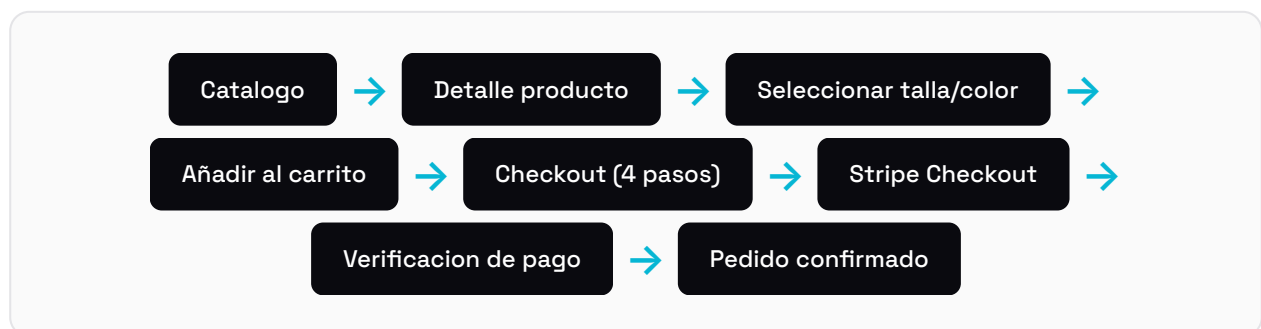 Catalogo → Detalle producto → Seleccionar talla/color →
Añadir al carrito → Checkout (4 pasos) → Stripe Checkout →
Verificacion de pago → Pedido confirmado